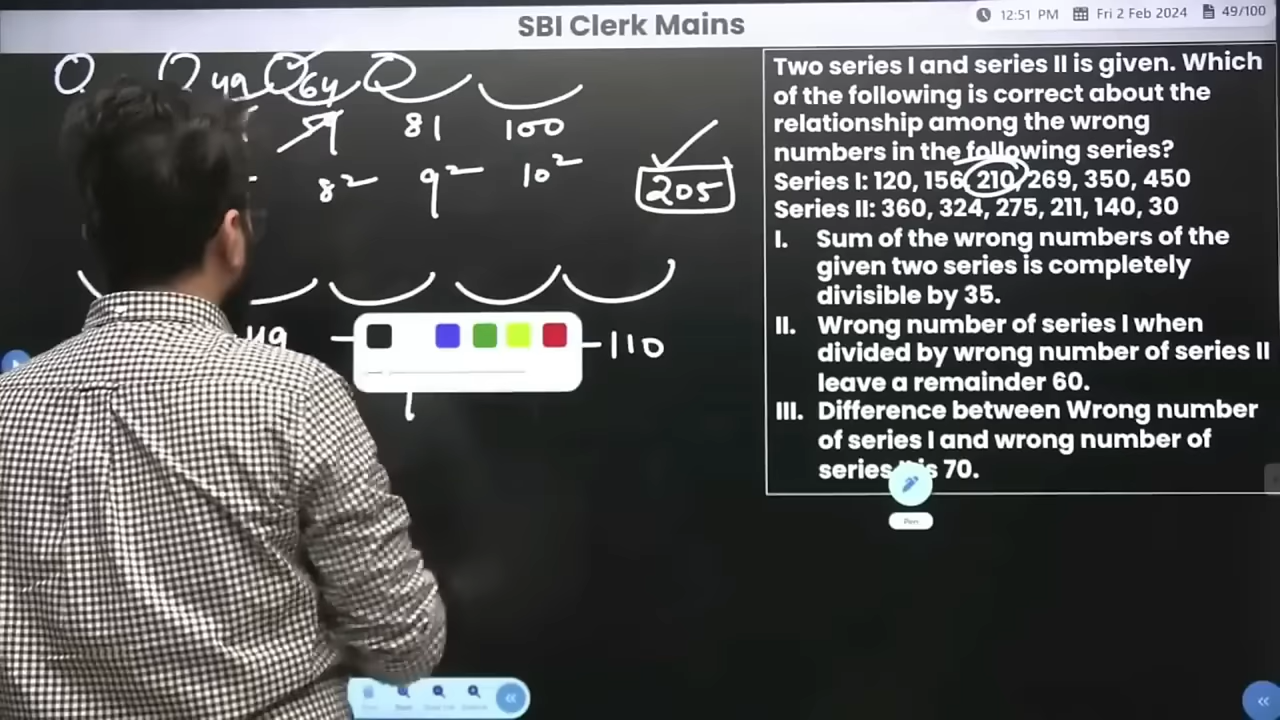 SBI Clerk Mains
12:51 PM Fri 2 Feb 2024 49/100
Two series I and series II is given. Which
of the following is correct about the
relationship among the wrong
numbers in the following series?
Series I: 120, 156, 210, 269, 350, 450
Series II: 360, 324, 275, 211, 140, 30
I. Sum of the wrong numbers of the
given two series is completely
divisible by 35.
II. Wrong number of series I when
divided by wrong number of series II
leave a remainder 60.
III. Difference between Wrong number
of series I and wrong number of
series is 70.
Pen
49 64
81 100
8² 9² 10²
205
49 -110